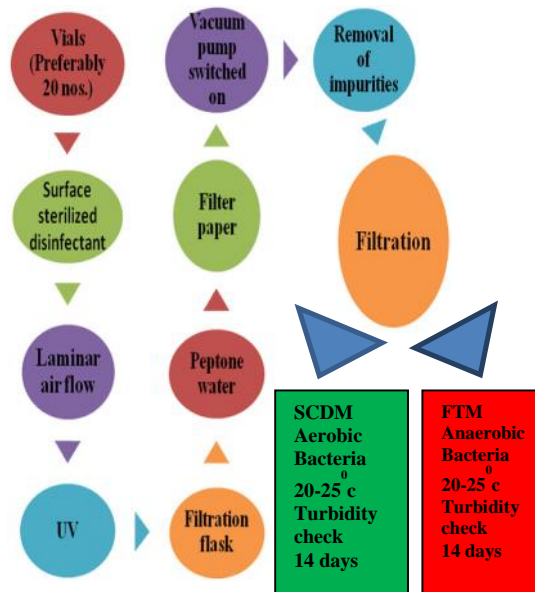 Vials
(Preferably
20 nos.)
Surface
sterilized
disinfectant
Laminar
air flow
UV
Filtration
flask
Peptone
water
Filter
paper
Vacuum
pump
switched
on
Removal
of
impurities
Filtration
SCDM
Aerobic
Bacteria
20-25⁰c
Turbidity
check
14 days
FTM
Anaerobic
Bacteria
20-25⁰c
Turbidity
check
14 days